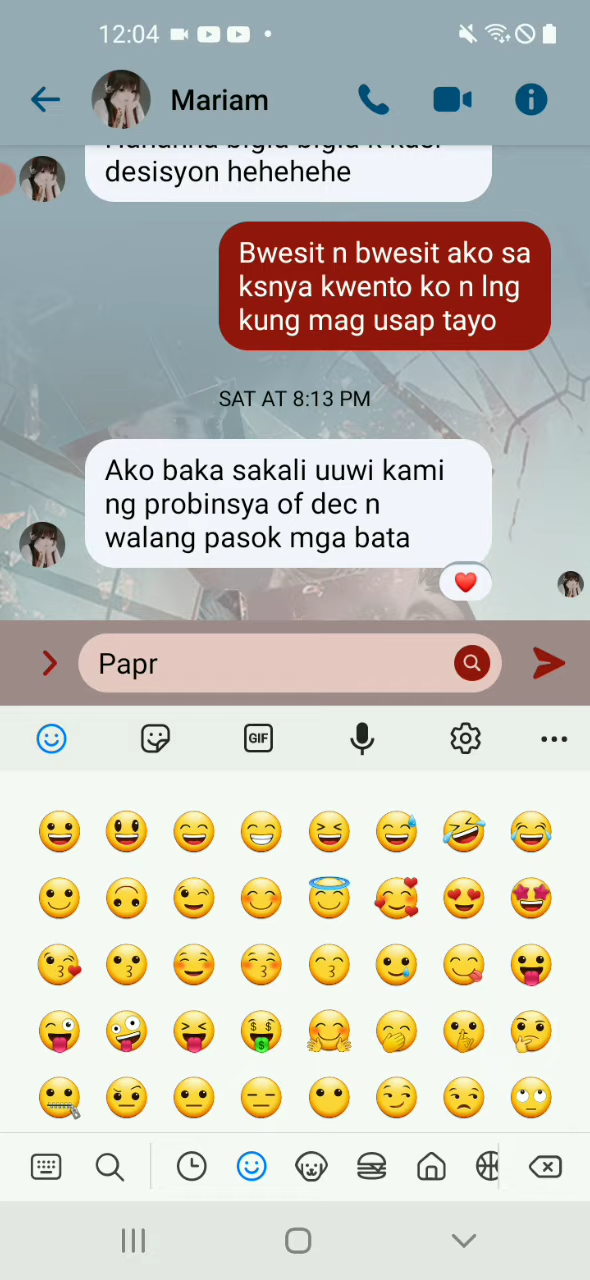 12:04
Mariam
desisyon hehehehe
Bwesit n bwesit ako sa
ksnya kwento ko n lng
kung mag usap tayo
SAT AT 8:13 PM
Ako baka sakali uuwi kami
ng probinsya of dec n
walang pasok mga bata
Papr
GIF